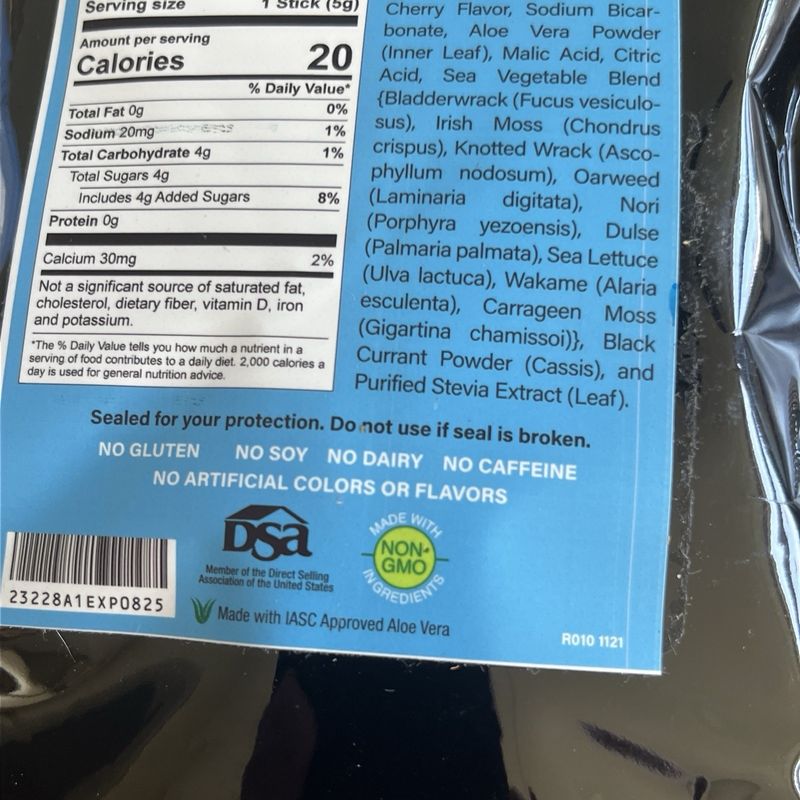 Serving size 1 Stick (5g)
Amount per serving
Calories 20
% Daily Value*
Total Fat 0g 0%
Sodium 20mg 1%
Total Carbohydrate 4g 1%
Total Sugars 4g
Includes 4g Added Sugars 8%
Protein 0g
Calcium 30mg 2%
Not a significant source of saturated fat,
cholesterol, dietary fiber, vitamin D, iron
and potassium.
*The % Daily Value tells you how much a nutrient in a
serving of food contributes to a daily diet. 2,000 calories a
day is used for general nutrition advice.
Cherry Flavor, Sodium Bicar-
bonate, Aloe Vera Powder
(Inner Leaf), Malic Acid, Citric
Acid, Sea Vegetable Blend
{Bladderwrack (Fucus vesiculo-
sus), Irish Moss (Chondrus
crispus), Knotted Wrack (Asco-
phyllum nodosum), Oarweed
(Laminaria digitata), Nori
(Porphyra yezoensis), Dulse
(Palmaria palmata), Sea Lettuce
(Ulva lactuca), Wakame (Alaria
esculenta), Carrageen Moss
(Gigartina chamissoi)}, Black
Currant Powder (Cassis), and
Purified Stevia Extract (Leaf).
Sealed for your protection. Do not use if seal is broken.
NO GLUTEN NO SOY NO DAIRY NO CAFFEINE
NO ARTIFICIAL COLORS OR FLAVORS
DSa
Member of the Direct Selling
Association of the United States
MADE WITH
NON-
GMO
INGREDIENTS
23228A1EXP0825
Made with IASC Approved Aloe Vera
R010 1121